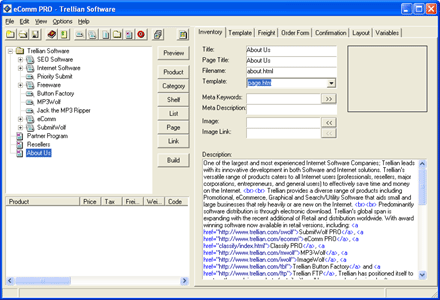 eComm PRO - Trellian Software
File Edit View Options Help
Trellian Software
SEO Software
Internet Software
Priority Submit
Freeware
Button Factory
MP3Wolf
Jack the MP3 Ripper
eComm
SubmitWolf
Partner Program
Resellers
About Us
Product Price Tax Frei... Wei... Code
Preview
Product
Category
Shelf
List
Page
Link
Build
Inventory Template Freight Order Form Confirmation Layout Variables
Title: About Us
Page Title: About Us
Filename: about.html
Template: page.htm
Meta Keywords: >>
Meta Description:
Image: >>
Image Link: <<
Description:
One of the largest and most experienced Internet Software Companies; Trellian leads
with its innovative development in both Software and Internet solutions. Trellian's
versatile range of products caters to all Internet users (professionals, resellers, major
corporations, entrepreneurs, and general users) to effectively save time and money
on the Internet. <br><br> Trellian provides a diverse range of products including
Promotional, eCommerce, Graphical and Search/Utility Software that aids small and
large businesses that rely heavily or are new on the Internet. <br><br> Predominantly
software distribution is through electronic download. Trellian's global span is
expanding with the recent additional of Retail and distribution worldwide. With award
winning software now available in retail versions, including: <a
href="http://www.trellian.com/swolf"> SubmitWolf PRO</a>, <a
href="http://www.trellian.com/ecomm">eComm PRO</a>, <a
href="classify/index.html">Classify PRO</a>, <a
href="http://www.trellian.com/mwolf">MP3-Wolf</a>, <a
href="http://www.trellian.com/iwolf">ImageWolf</a>, <a
href="http://www.trellian.com/tbf"> Trellian Button Factory</a> and <a
href="http://www.trellian.com/ftp"> Trellian FTP</a>, Trellian has positioned itself to